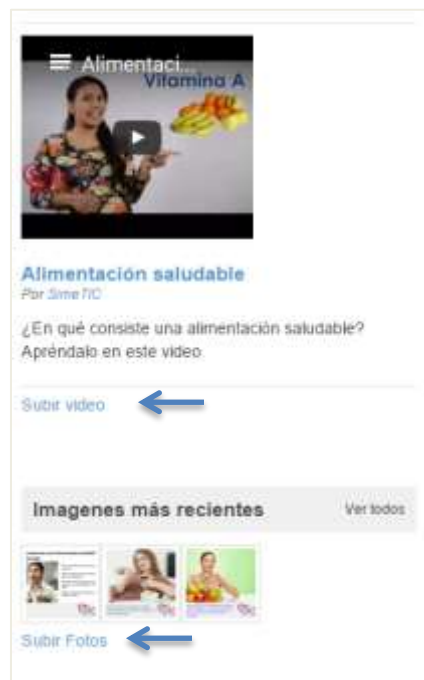 Alimentaci...
Vitamina A
Alimentación saludable
Por SimeTIC
¿En qué consiste una alimentación saludable?
Apréndalo en este video
Subir video
Imagenes más recientes
Ver todos
Subir Fotos